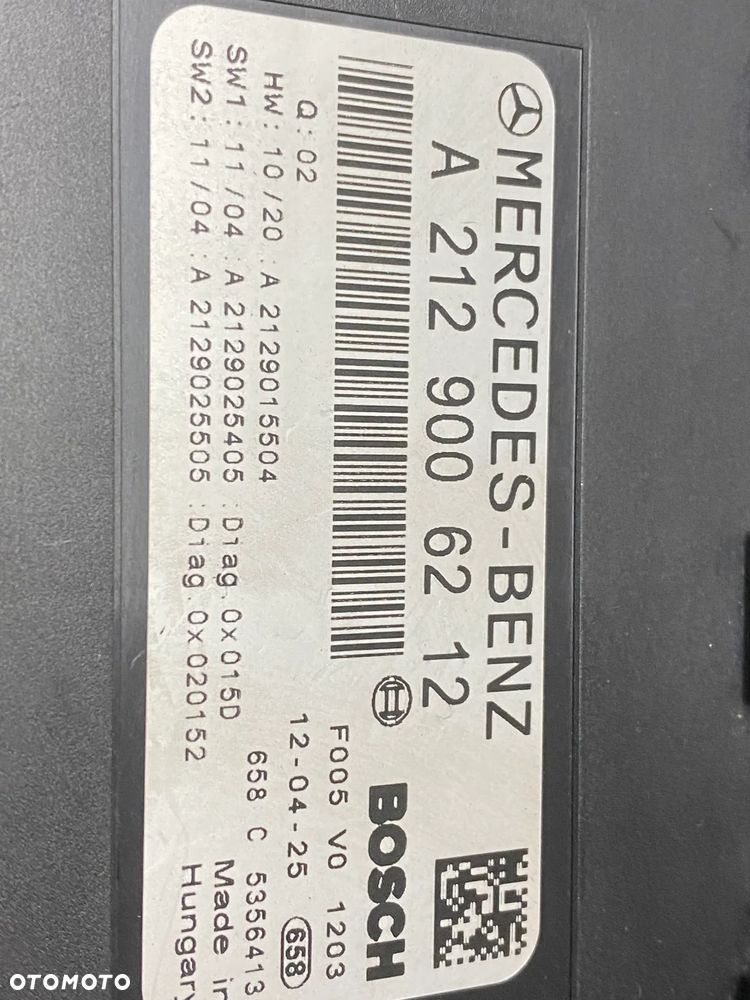 MERCEDES-BENZ
A 212 900 62 12
BOSCH
F005 V0 1203
Q:02
12-04-25 658
HW:10/20:A 2129015504
658 C 5356413
SW1:11/04:A 2129025405:Diag.0x015D
Made in
SW2:11/04:A 2129025505:Diag.0x020152
Hungary
OTOMOTO